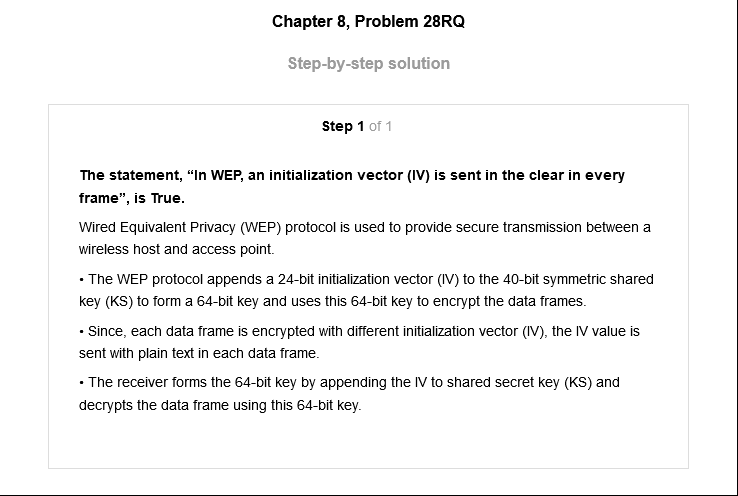 Chapter 8, Problem 28RQ
Step-by-step solution
Step 1 of 1
The statement, “In WEP, an initialization vector (IV) is sent in the clear in every
frame”, is True.
Wired Equivalent Privacy (WEP) protocol is used to provide secure transmission between a
wireless host and access point.
• The WEP protocol appends a 24-bit initialization vector (IV) to the 40-bit symmetric shared
key (KS) to form a 64-bit key and uses this 64-bit key to encrypt the data frames.
• Since, each data frame is encrypted with different initialization vector (IV), the IV value is
sent with plain text in each data frame.
• The receiver forms the 64-bit key by appending the IV to shared secret key (KS) and
decrypts the data frame using this 64-bit key.